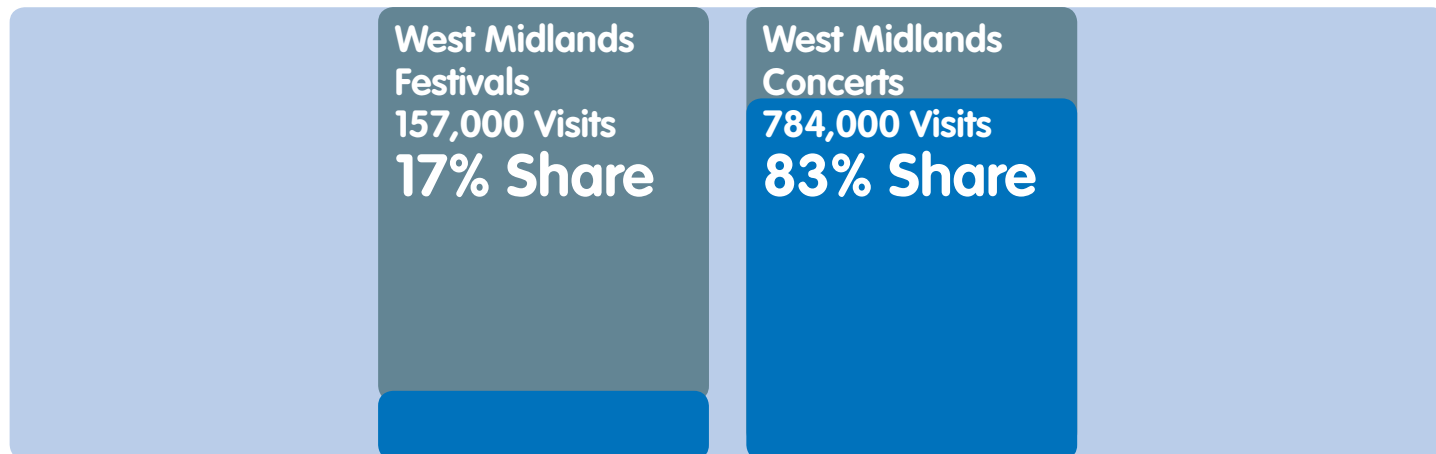 West Midlands
Festivals
157,000 Visits
17% Share
West Midlands
Concerts
784,000 Visits
83% Share